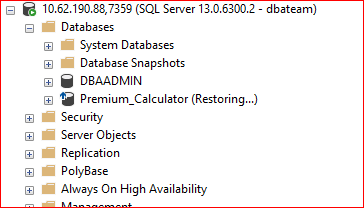 10.62.190.88,7359 (SQL Server 13.0.6300.2 - dbateam)
Databases
System Databases
Database Snapshots
DBAADMIN
Premium_Calculator (Restoring...)
Security
Server Objects
Replication
PolyBase
Always On High Availability
Management